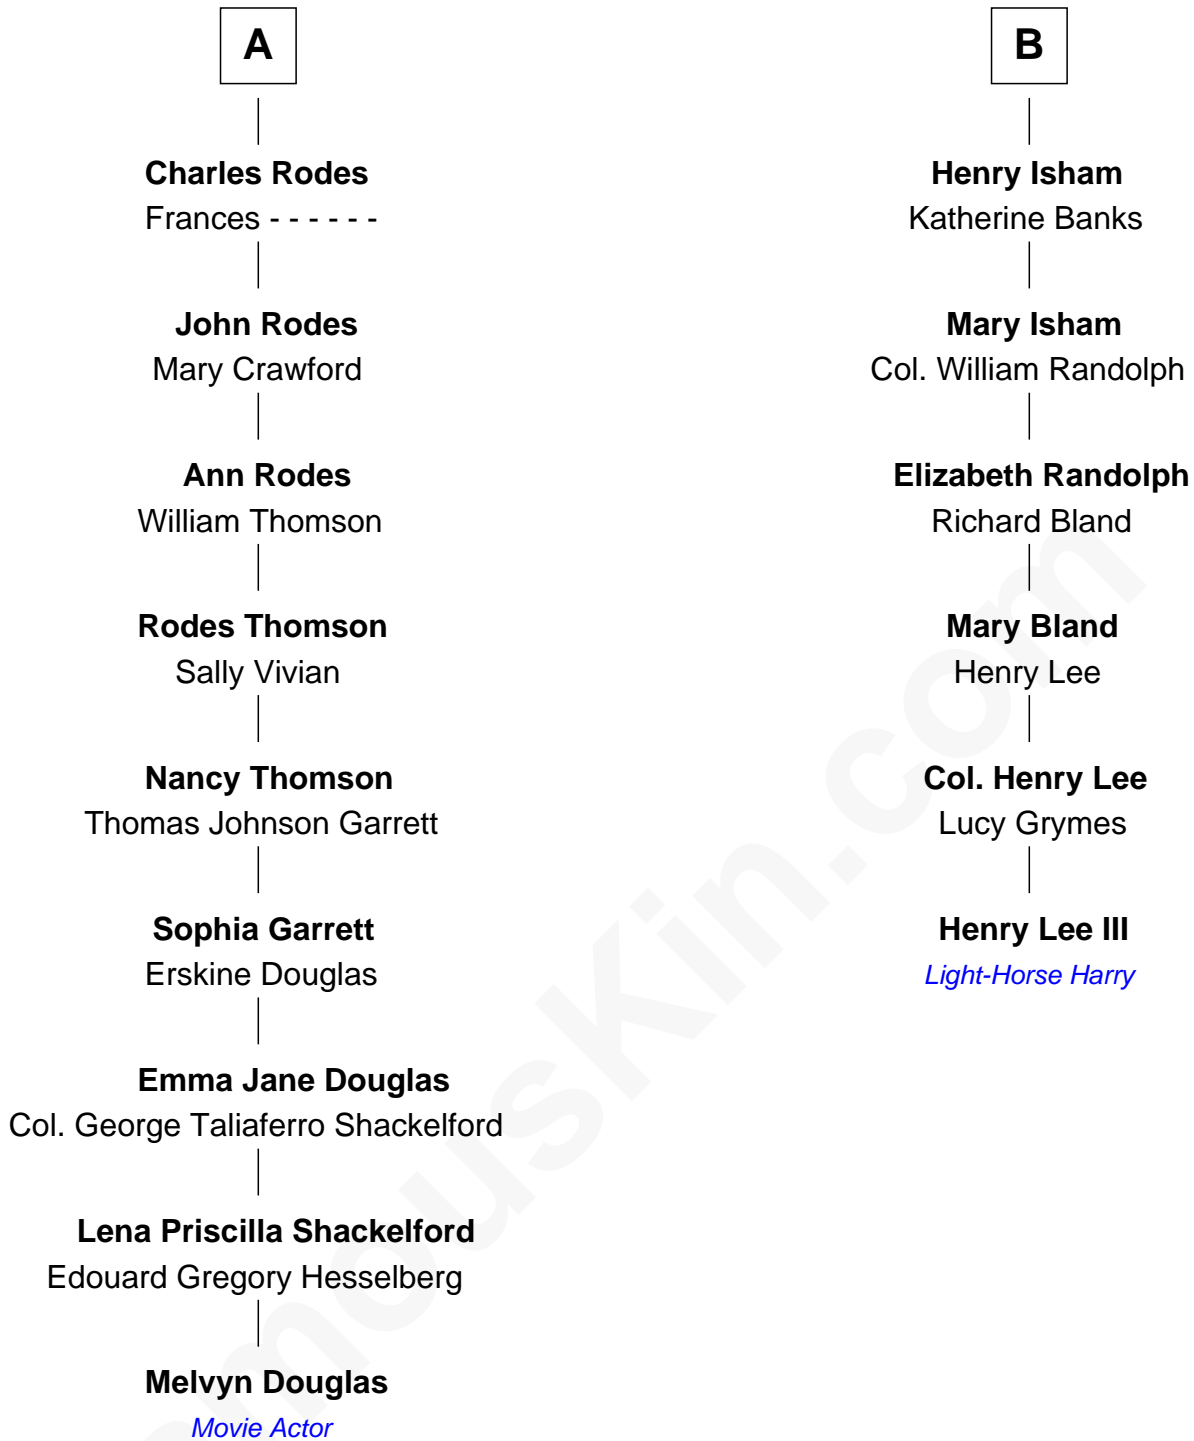 A
Charles Rodes
Frances - - - - - -
John Rodes
Mary Crawford
Ann Rodes
William Thomson
Rodes Thomson
Sally Vivian
Nancy Thomson
Thomas Johnson Garrett
Sophia Garrett
Erskine Douglas
Emma Jane Douglas
Col. George Taliaferro Shackelford
Lena Priscilla Shackelford
Edouard Gregory Hesselberg
Melvyn Douglas
Movie Actor
B
Henry Isham
Katherine Banks
Mary Isham
Col. William Randolph
Elizabeth Randolph
Richard Bland
Mary Bland
Henry Lee
Col. Henry Lee
Lucy Grymes
Henry Lee III
Light-Horse Harry
mousKin.com